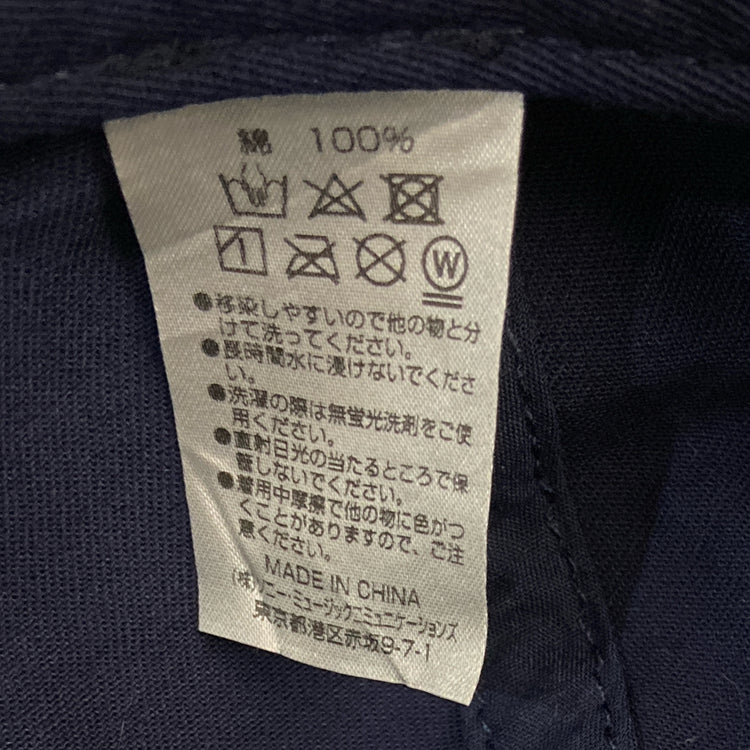 綿 100%
W
●移染しやすいので他の物と分
けて洗ってください。
●長時間水に浸けないでくださ
い。
●洗濯の際は無蛍光洗剤をご使
用ください。
●直射日光の当たるところで保
管しないでください。
●着用中摩擦で他の物に色がつ
くことがありますので、ご注
意ください。
MADE IN CHINA
(株)ソニー・ミュージックコミュニケーションズ
東京都港区赤坂9-7-1